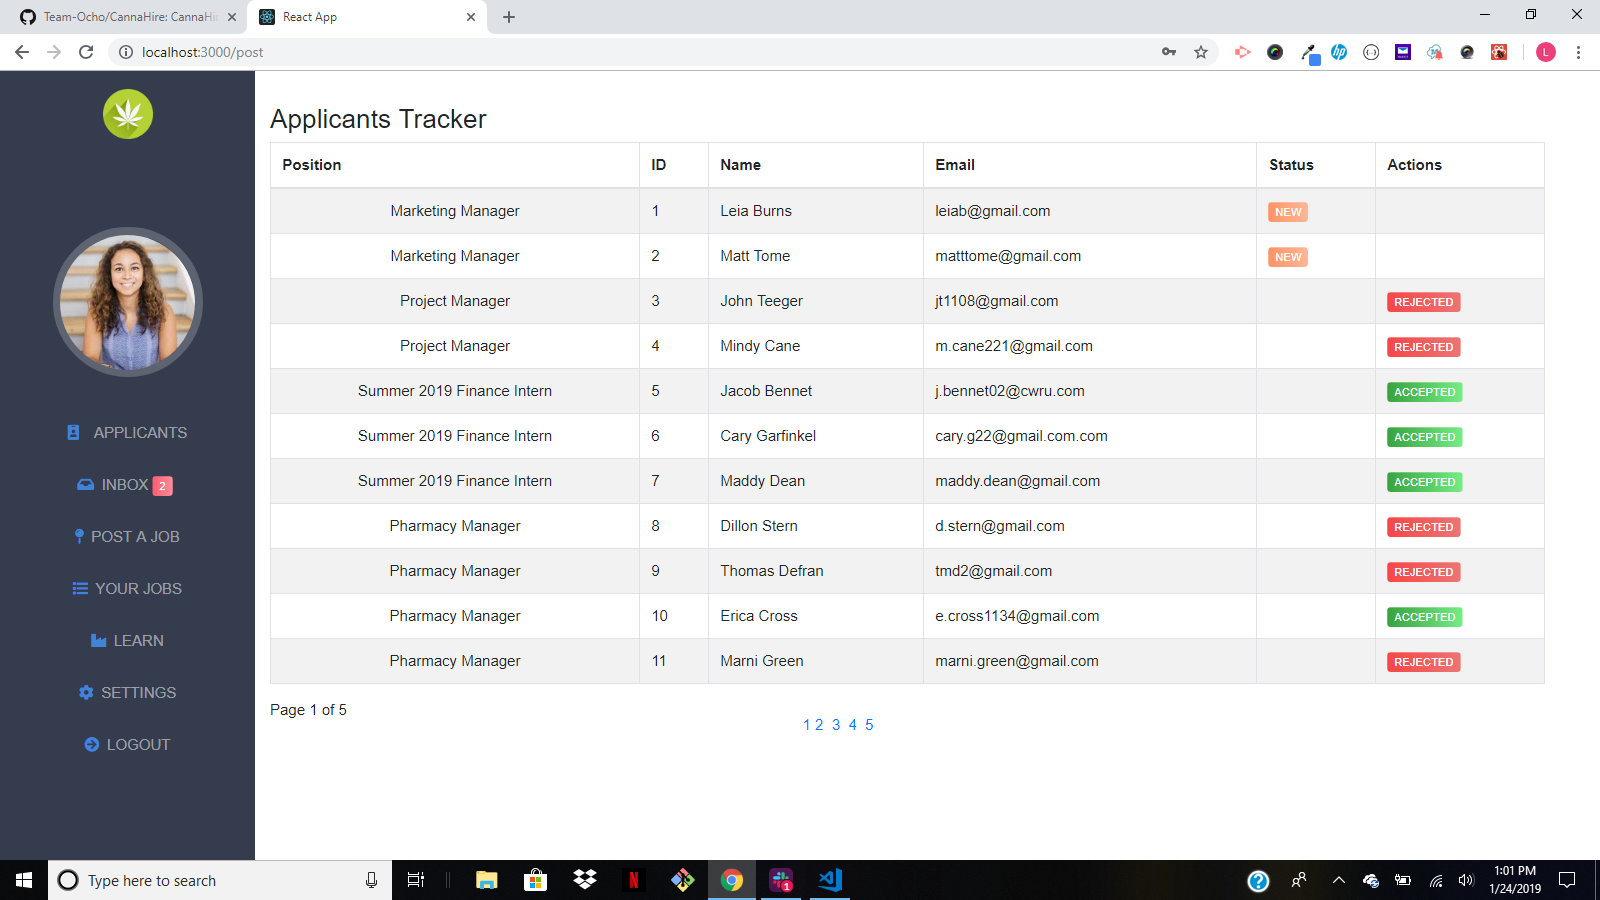 Team-Ocho/CannaHire: CannaHir
React App
localhost:3000/post
L
Applicants Tracker
Position ID Name Email Status Actions
Marketing Manager 1 Leia Burns leiab@gmail.com NEW
Marketing Manager 2 Matt Tome matttome@gmail.com NEW
Project Manager 3 John Teeger jt1108@gmail.com REJECTED
Project Manager 4 Mindy Cane m.cane221@gmail.com REJECTED
Summer 2019 Finance Intern 5 Jacob Bennet j.bennet02@cwru.com ACCEPTED
Summer 2019 Finance Intern 6 Cary Garfinkel cary.g22@gmail.com.com ACCEPTED
Summer 2019 Finance Intern 7 Maddy Dean maddy.dean@gmail.com ACCEPTED
Pharmacy Manager 8 Dillon Stern d.stern@gmail.com REJECTED
Pharmacy Manager 9 Thomas Defran tmd2@gmail.com REJECTED
Pharmacy Manager 10 Erica Cross e.cross1134@gmail.com ACCEPTED
Pharmacy Manager 11 Marni Green marni.green@gmail.com REJECTED
Page 1 of 5
1 2 3 4 5
APPLICANTS
INBOX 2
POST A JOB
YOUR JOBS
LEARN
SETTINGS
LOGOUT
Type here to search
1
1:01 PM
1/24/2019